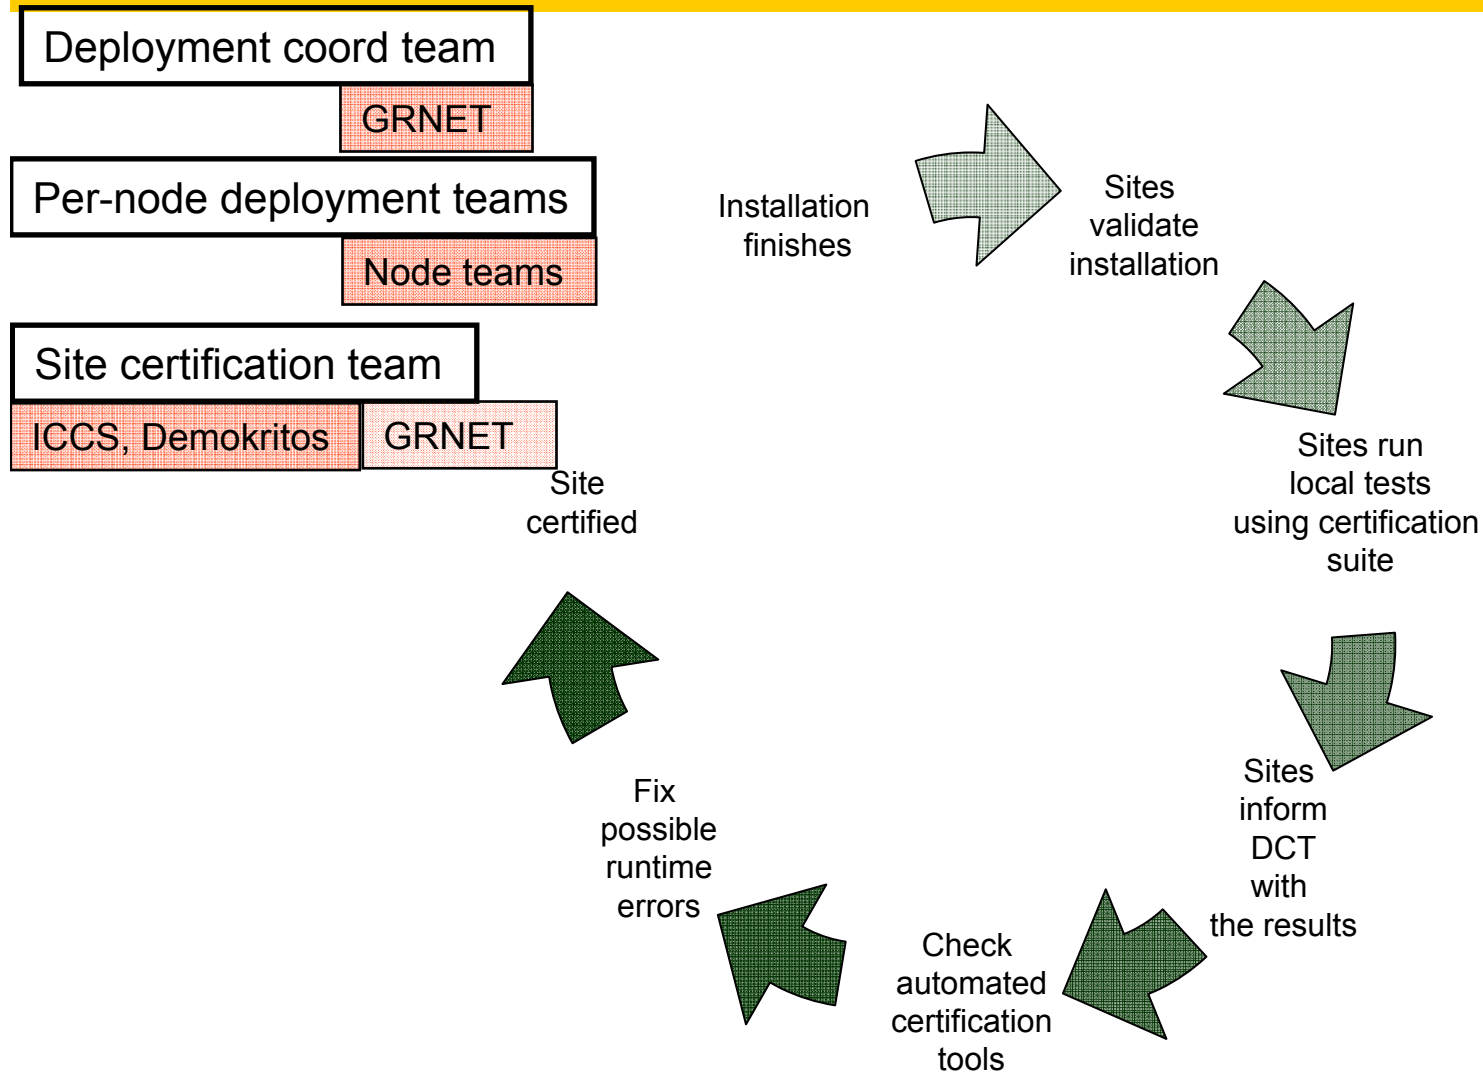 Deployment coord team
GRNET
Per-node deployment teams
Node teams
Site certification team
ICCS, Demokritos
GRNET
Installation
finishes
Sites
validate
installation
Sites run
local tests
using certification
suite
Sites
inform
DCT
with
the results
Check
automated
certification
tools
Fix
possible
runtime
errors
Site
certified